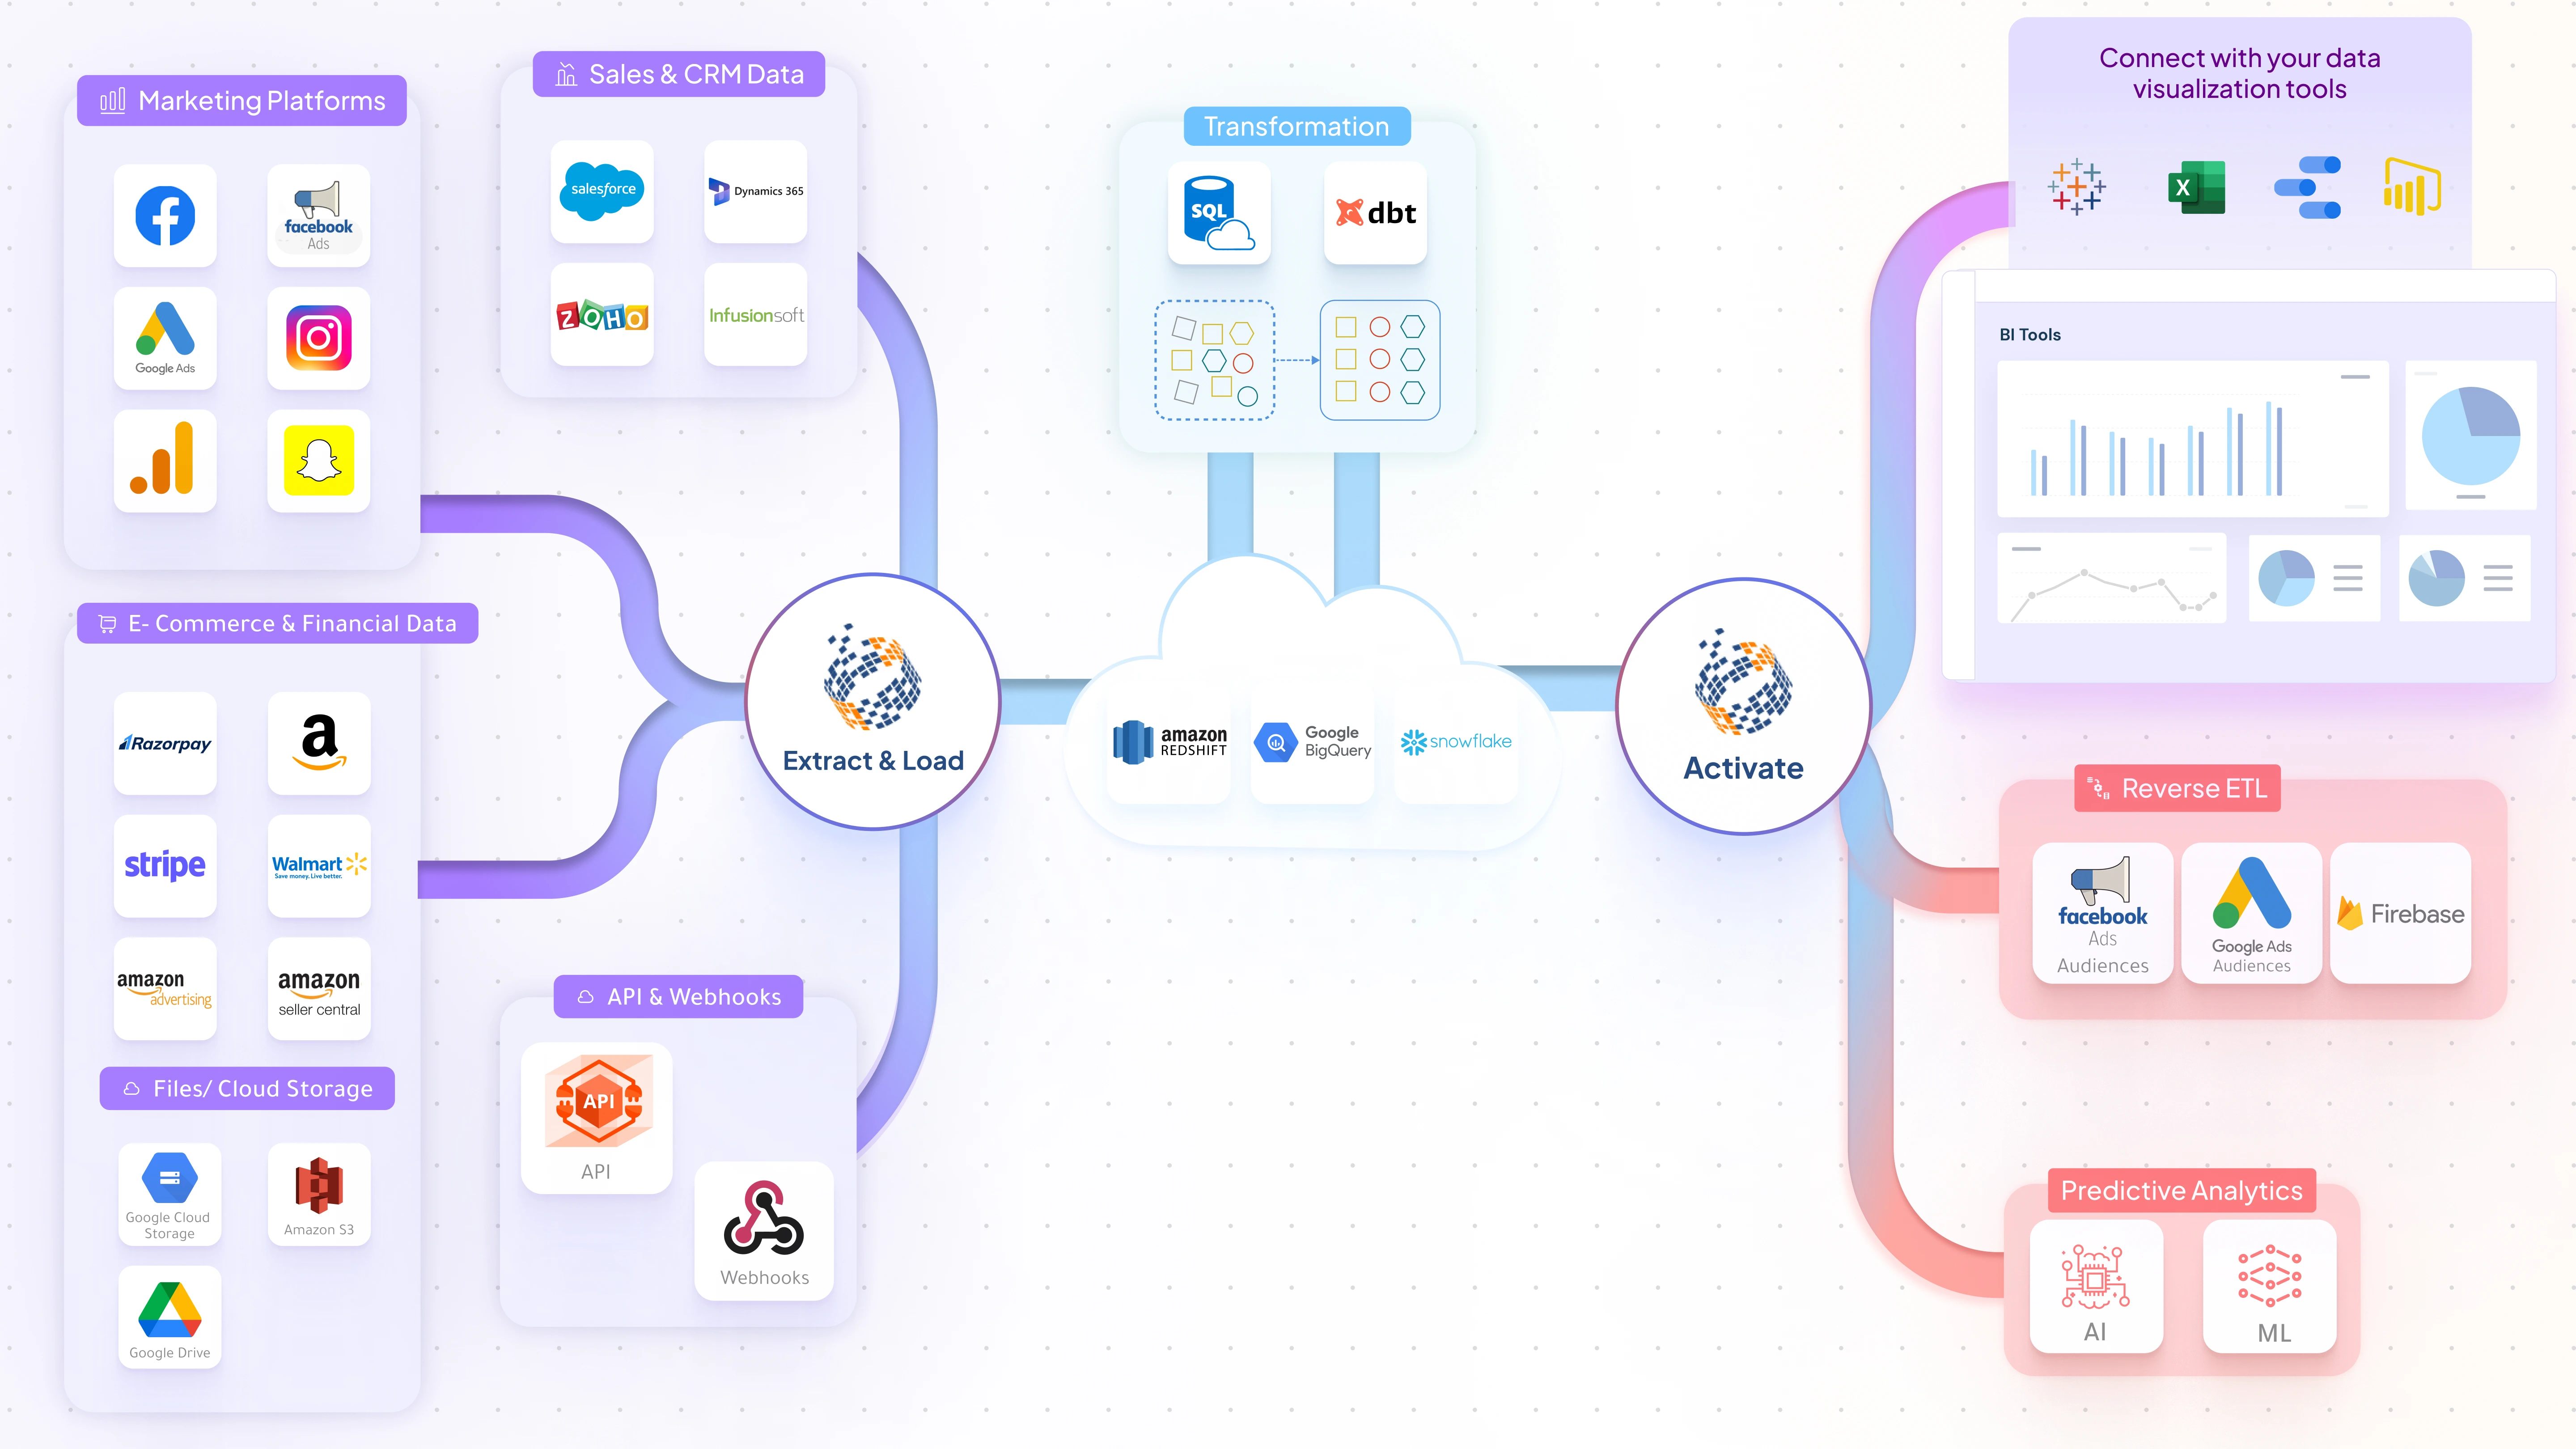 Marketing Platforms
facebook
Ads
Google Ads
Sales & CRM Data
salesforce
Dynamics 365
ZOHO
Infusionsoft
E- Commerce & Financial Data
Razorpay
a
stripe
Walmart
Save money. Live better.
amazon
advertising
amazon
seller central
Files/ Cloud Storage
Google Cloud
Storage
Amazon S3
Google Drive
API & Webhooks
API
API
Webhooks
Extract & Load
Transformation
SQL
dbt
amazon
REDSHIFT
Google
BigQuery
snowflake
Activate
Connect with your data
visualization tools
X
BI Tools
Reverse ETL
facebook
Ads
Audiences
Google Ads
Audiences
Firebase
Predictive Analytics
AI
ML